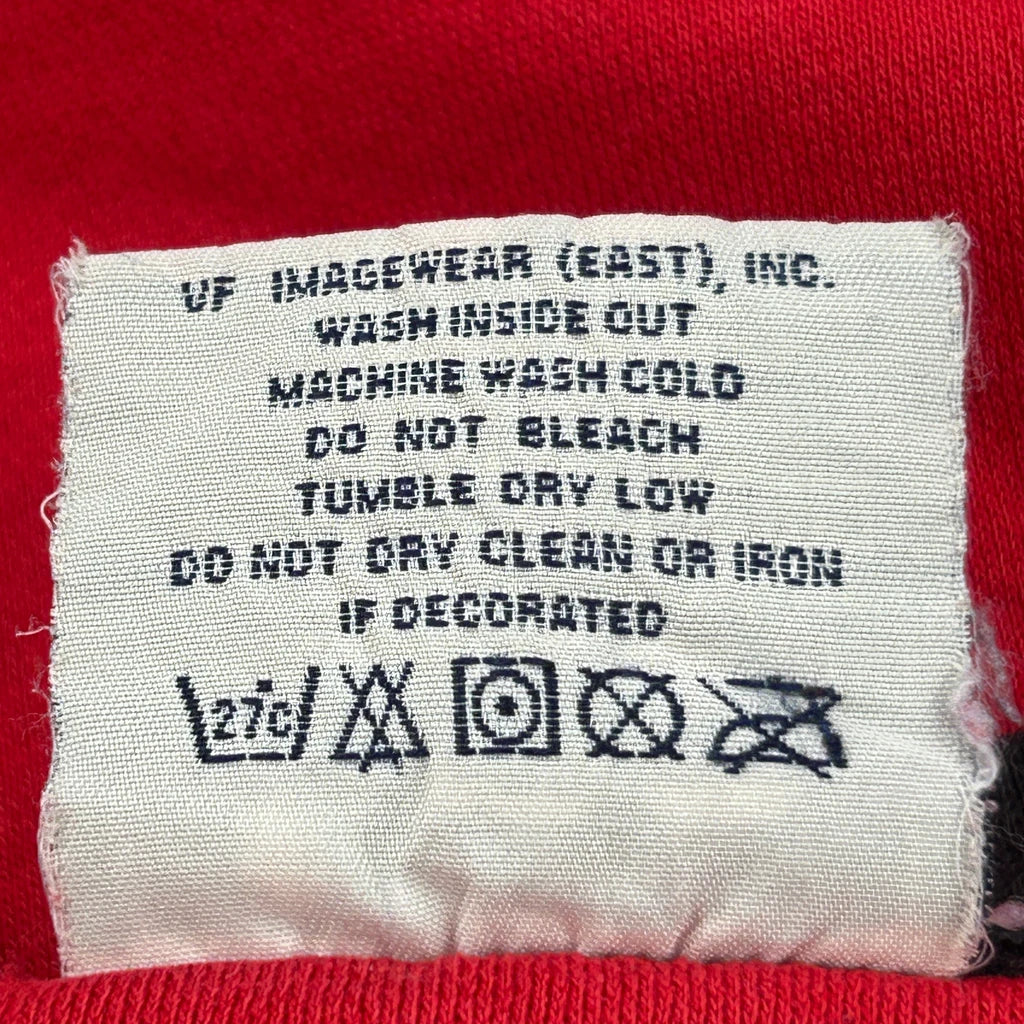 VF IMAGEWEAR (EAST), INC.
WASH INSIDE OUT
MACHINE WASH COLD
DO NOT BLEACH
TUMBLE DRY LOW
DO NOT DRY CLEAN OR IRON
IF DECORATED
27C